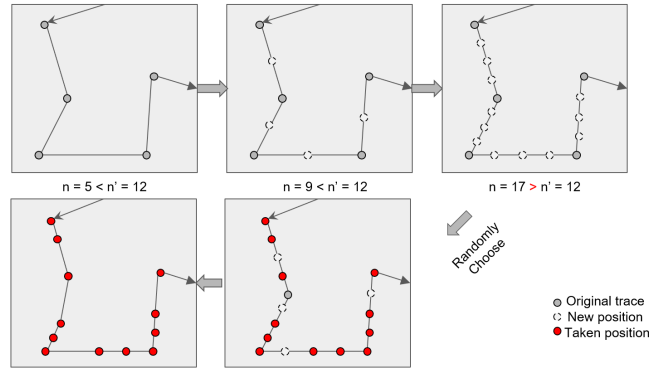 n = 5 < n' = 12
n = 9 < n' = 12
n = 17 > n' = 12
Randomly
Choose
Original trace
New position
Taken position